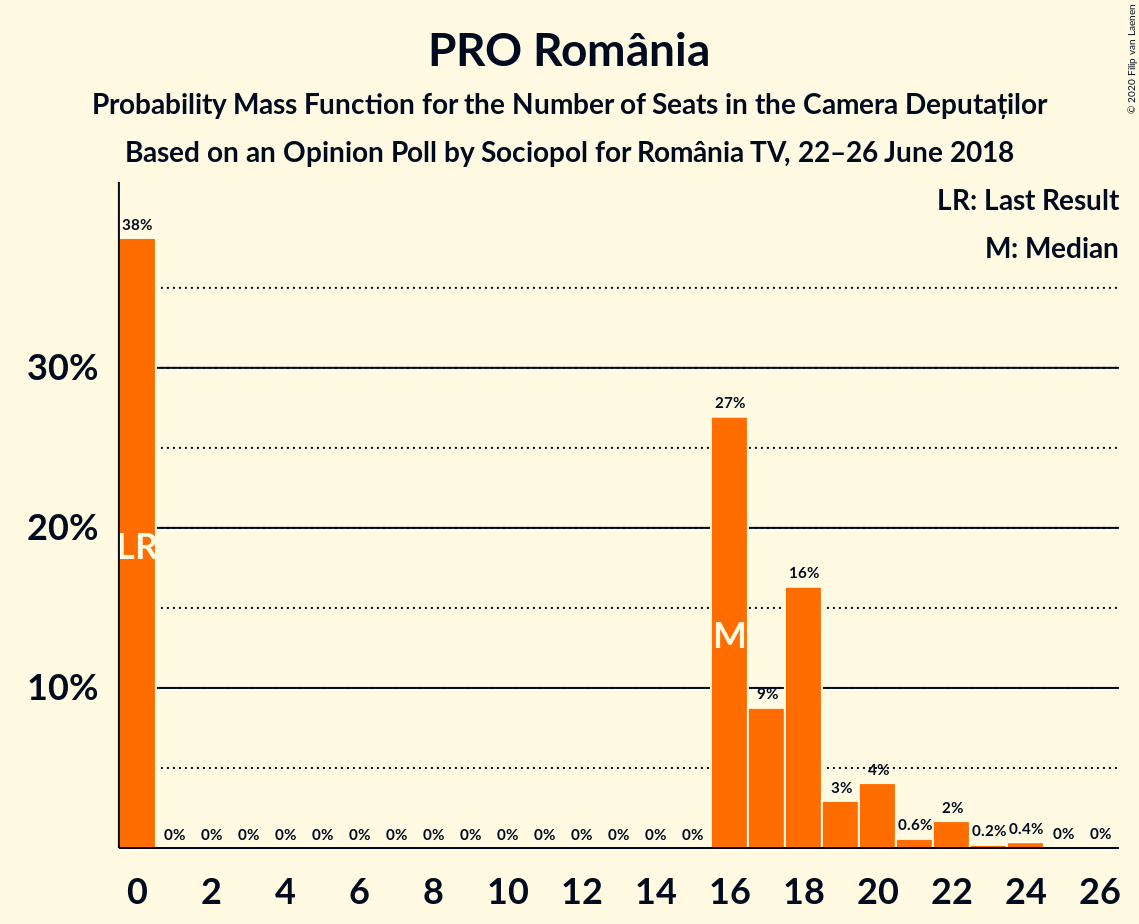 PRO România
Probability Mass Function for the Number of Seats in the Camera Deputaților
Based on an Opinion Poll by Sociopol for România TV, 22–26 June 2018
© 2020 Filip van Laenen
LR: Last Result
M: Median
38%
30%
27%
20%
LR
16%
M
10%
9%
4%
3%
2%
0.6%
0.2%
0.4%
0% 0% 0% 0% 0% 0% 0% 0% 0% 0% 0% 0% 0% 0% 0% 0% 0%
0 2 4 6 8 10 12 14 16 18 20 22 24 26